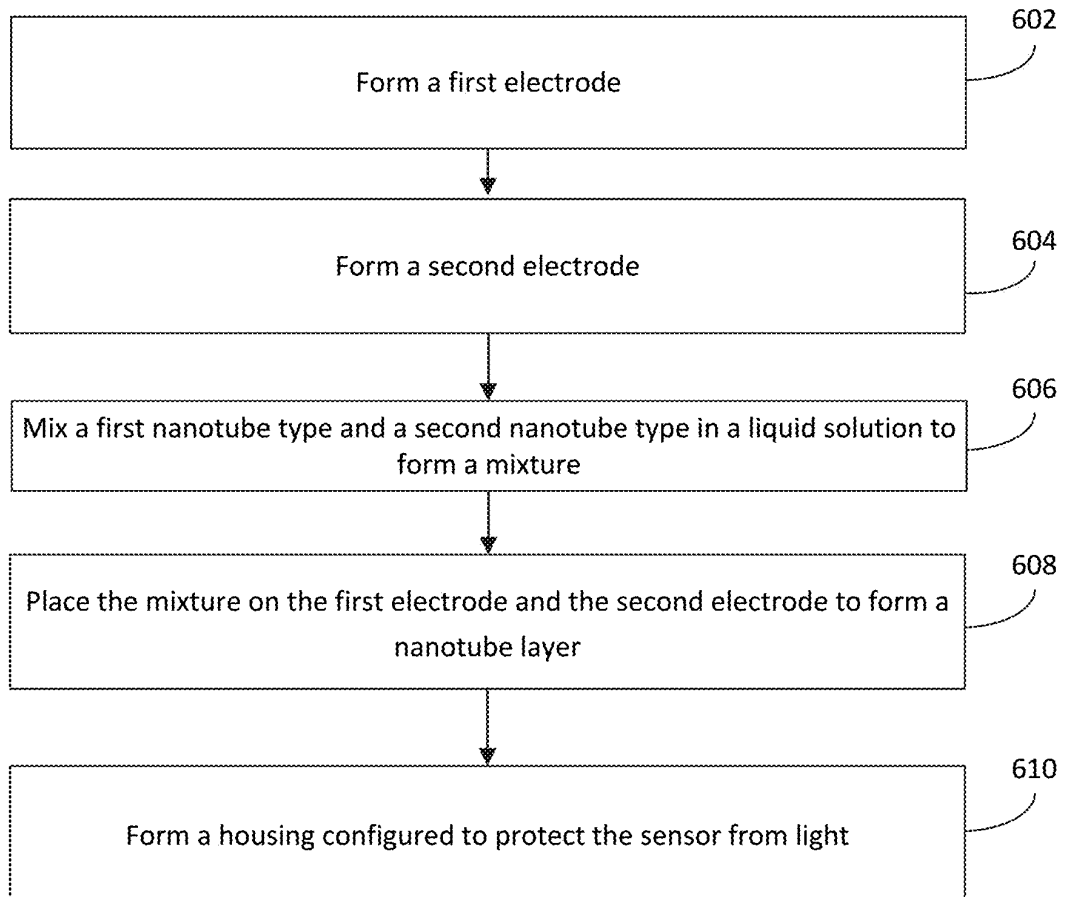 602
Form a first electrode
604
Form a second electrode
606
Mix a first nanotube type and a second nanotube type in a liquid solution to
form a mixture
608
Place the mixture on the first electrode and the second electrode to form a
nanotube layer
610
Form a housing configured to protect the sensor from light